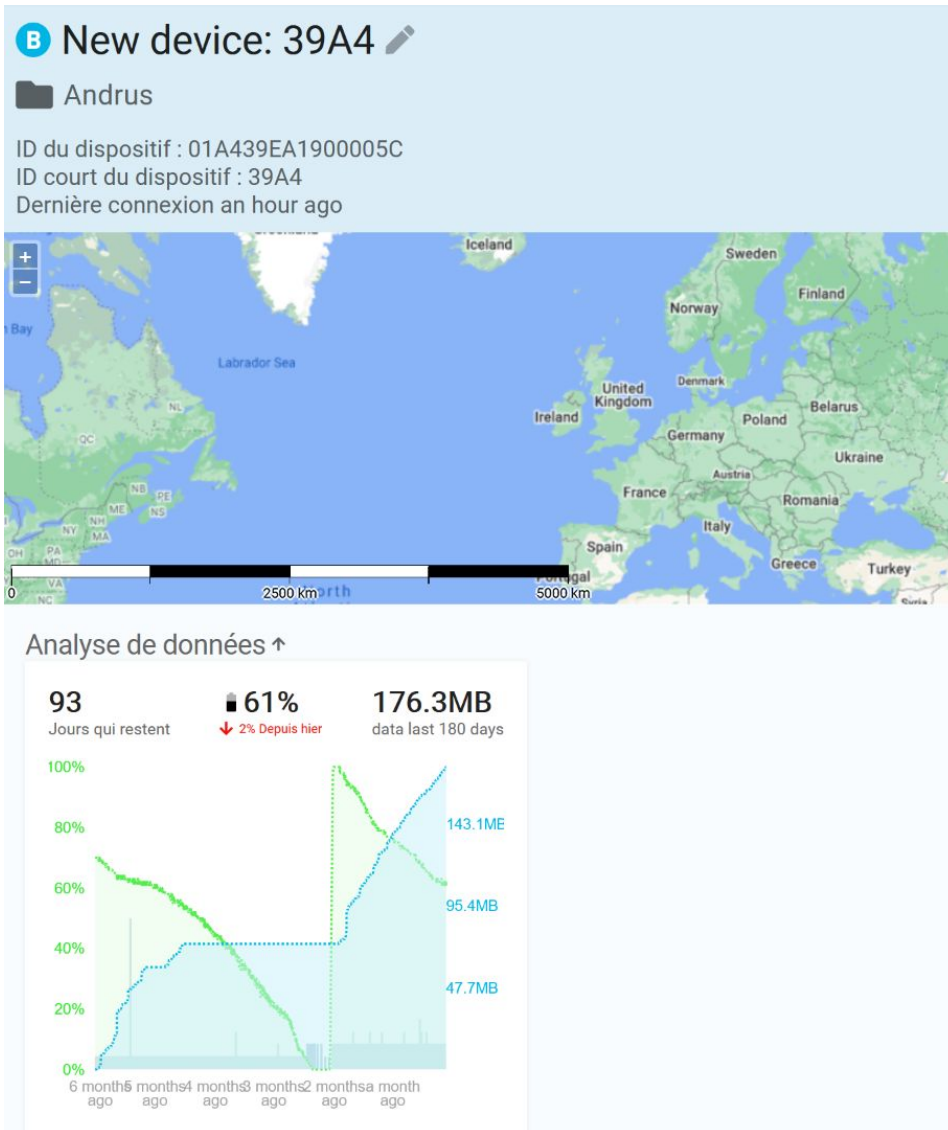 B New device: 39A4
Andrus
ID du dispositif : 01A439EA1900005C
ID court du dispositif : 39A4
Dernière connexion an hour ago
+
−
Iceland
Sweden
Finland
Norway
Bay
Labrador Sea
NL
United Kingdom
Denmark
Ireland
Belarus
Poland
QC
Germany
Ukraine
NB
PE
Austria
France
ME
NS
Romania
NH
NY
MA
Italy
OH
PA
MD
Spain
Greece
Turkey
VA
NC
0
2500 km
5000 km
Analyse de données ↑
93
61%
176.3MB
Jours qui restent
↓ 2% Depuis hier
data last 180 days
100%
80%
143.1ME
60%
95.4MB
40%
47.7MB
20%
0%
6 months ago
5 months ago
4 months ago
3 months ago
2 months ago
a month ago